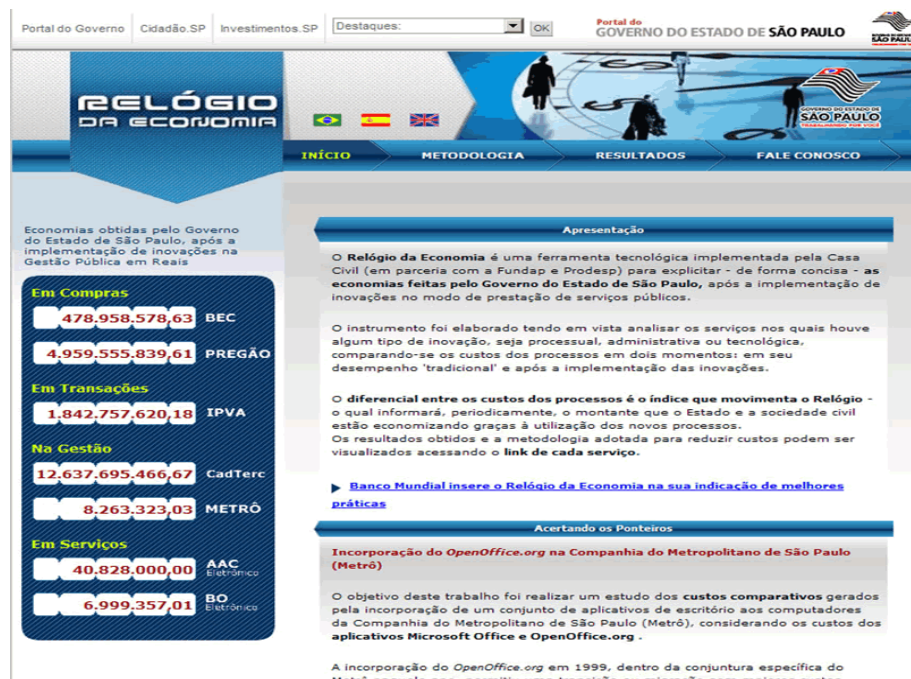 Portal do Governo Cidadão.SP Investimentos.SP Destaques: OK
Portal do
GOVERNO DO ESTADO DE SÃO PAULO
RELÓGIO
DA ECONOMIA
GOVERNO DO ESTADO DE
SÃO PAULO
TRABALHANDO POR VOCÊ
INÍCIO METODOLOGIA RESULTADOS FALE CONOSCO
Economias obtidas pelo Governo
do Estado de São Paulo, após a
implementação de inovações na
Gestão Pública em Reais
Em Compras
478.958.578,63 BEC
4.959.555.839,61 PREGÃO
Em Transações
1.842.757.620,18 IPVA
Na Gestão
12.637.695.466,67 CadTerc
8.263.323,03 METRÔ
Em Serviços
40.828.000,00 AAC
Eletrônico
6.999.357,01 BO
Eletrônico
Apresentação
O Relógio da Economia é uma ferramenta tecnológica implementada pela Casa
Civil (em parceria com a Fundap e Prodesp) para explicitar - de forma concisa - as
economias feitas pelo Governo do Estado de São Paulo, após a implementação de
inovações no modo de prestação de serviços públicos.
O instrumento foi elaborado tendo em vista analisar os serviços nos quais houve
algum tipo de inovação, seja processual, administrativa ou tecnológica,
comparando-se os custos dos processos em dois momentos: em seu
desempenho 'tradicional' e após a implementação das inovações.
O diferencial entre os custos dos processos é o índice que movimenta o Relógio -
o qual informará, periodicamente, o montante que o Estado e a sociedade civil
estão economizando graças à utilização dos novos processos.
Os resultados obtidos e a metodologia adotada para reduzir custos podem ser
visualizados acessando o link de cada serviço.
Banco Mundial insere o Relógio da Economia na sua indicação de melhores
práticas
Acertando os Ponteiros
Incorporação do OpenOffice.org na Companhia do Metropolitano de São Paulo
(Metrô)
O objetivo deste trabalho foi realizar um estudo dos custos comparativos gerados
pela incorporação de um conjunto de aplicativos de escritório aos computadores
da Companhia do Metropolitano de São Paulo (Metrô), considerando os custos dos
aplicativos Microsoft Office e OpenOffice.org .
A incorporação do OpenOffice.org em 1999, dentro da conjuntura específica do